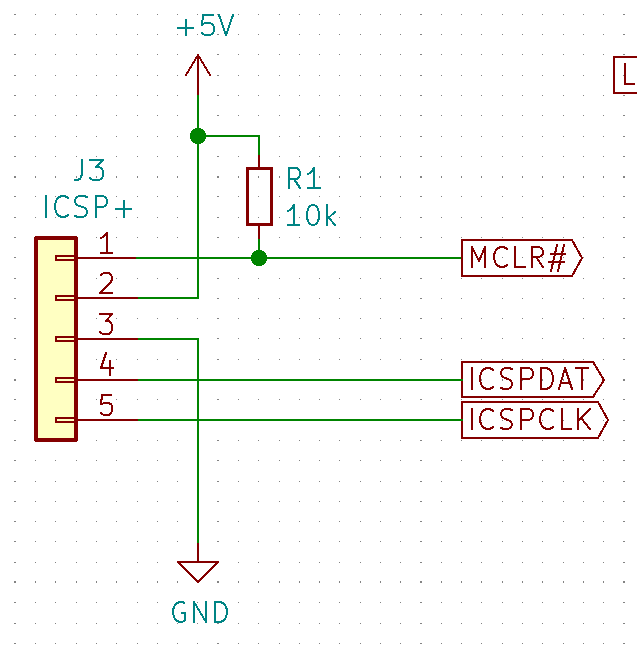 +5V
L
J3
ICSP+
R1
10k
1
MCLR#
2
3
4
ICSPDAT
5
ICSPCLK
GND